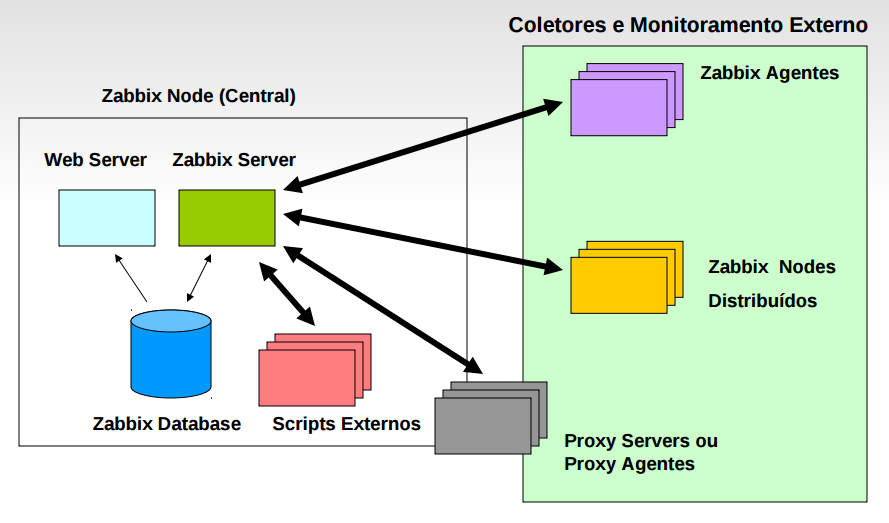 Coletores e Monitoramento Externo
Zabbix Agentes
Zabbix Node (Central)
Web Server
Zabbix Server
Zabbix Nodes
Distribuídos
Zabbix Database
Scripts Externos
Proxy Servers ou
Proxy Agentes